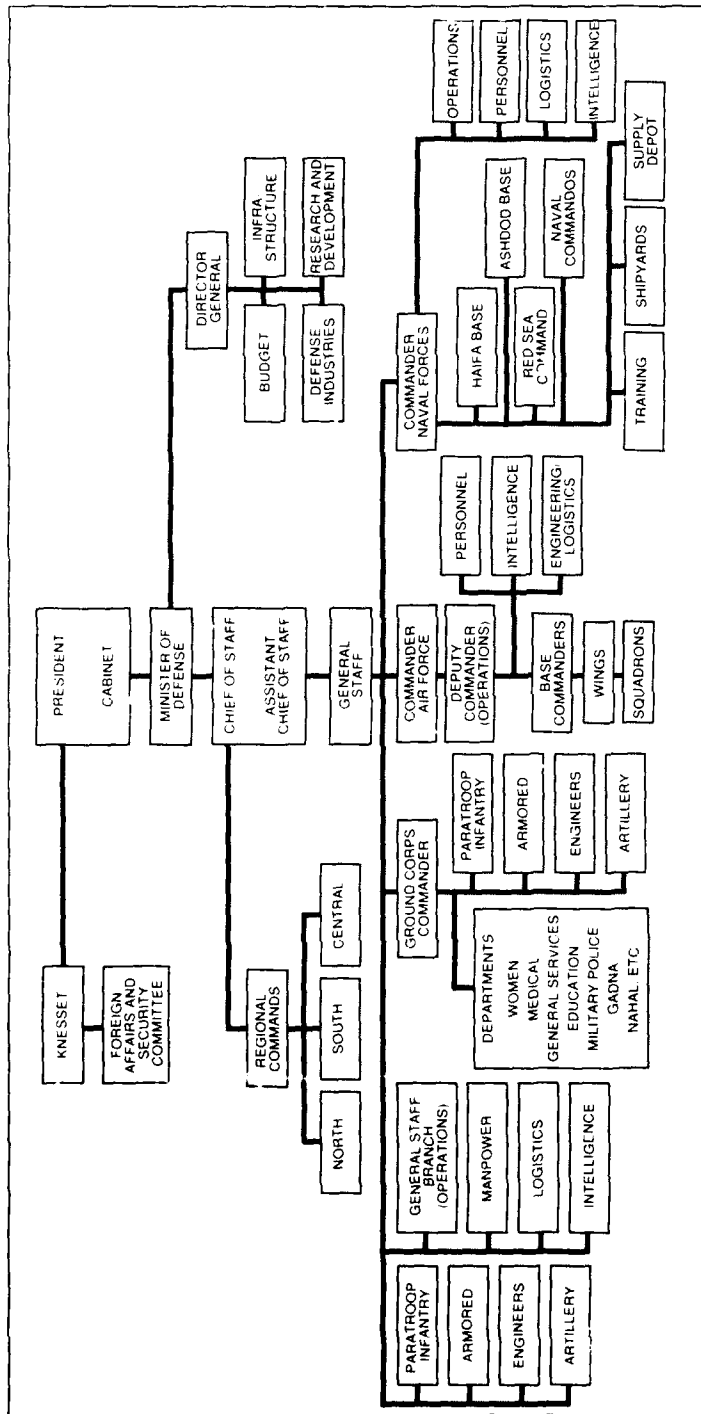 PRESIDENT
CABINET
KNESSET
FOREIGN
AFFAIRS AND
SECURITY
COMMITTEE
MINISTER OF
DEFENSE
DIRECTOR
GENERAL
BUDGET
INFRA
STRUCTURE
DEFENSE
INDUSTRIES
RESEARCH AND
DEVELOPMENT
CHIEF OF STAFF
ASSISTANT
CHIEF OF STAFF
REGIONAL
COMMANDS
NORTH
SOUTH
CENTRAL
GENERAL
STAFF
PARATROOP
INFANTRY
ARMORED
ENGINEERS
ARTILLERY
GENERAL STAFF
BRANCH
(OPERATIONS)
MANPOWER
LOGISTICS
INTELLIGENCE
GROUND CORPS
COMMANDER
DEPARTMENTS
WOMEN
MEDICAL
GENERAL SERVICES
EDUCATION
MILITARY POLICE
GADNA
NAHAL. ETC
PARATROOP
INFANTRY
ARMORED
ENGINEERS
ARTILLERY
COMMANDER
AIR FORCE
DEPUTY
COMMANDER
(OPERATIONS)
PERSONNEL
INTELLIGENCE
ENGINEERING/
LOGISTICS
BASE
COMMANDERS
WINGS
SQUADRONS
COMMANDER
NAVAL FORCES
HAIFA BASE
ASHDOD BASE
RED SEA
COMMAND
NAVAL
COMMANDOS
TRAINING
SHIPYARDS
SUPPLY
DEPOT
OPERATIONS
PERSONNEL
LOGISTICS
INTELLIGENCE